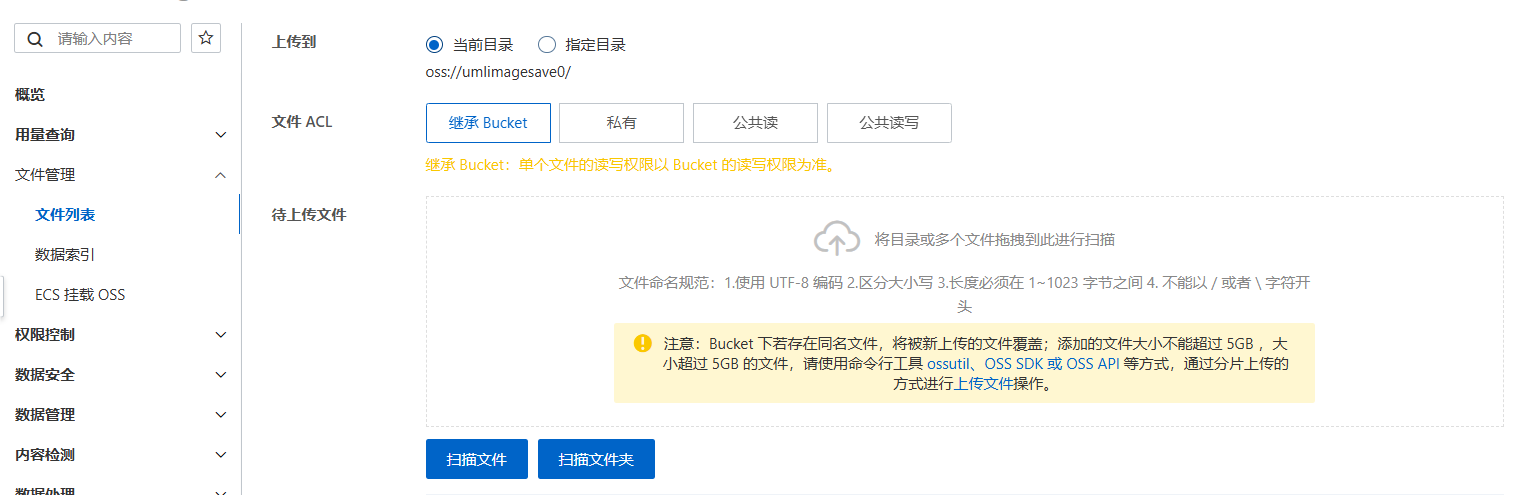 请输入内容
概览
用量查询
文件管理
文件列表
数据索引
ECS 挂载 OSS
权限控制
数据安全
数据管理
内容检测
数据处理
上传到
当前目录
指定目录
oss://umlimagesave0/
文件 ACL
继承 Bucket
私有
公共读
公共读写
继承 Bucket：单个文件的读写权限以 Bucket 的读写权限为准。
待上传文件
将目录或多个文件拖拽到此进行扫描
文件命名规范：1.使用 UTF-8 编码 2.区分大小写 3.长度必须在 1~1023 字节之间 4. 不能以 / 或者 \ 字符开
头
注意：Bucket 下若存在同名文件，将被新上传的文件覆盖；添加的文件大小不能超过 5GB ，大
小超过 5GB 的文件，请使用命令行工具 ossutil、OSS SDK 或 OSS API 等方式，通过分片上传的
方式进行上传文件操作。
扫描文件
扫描文件夹